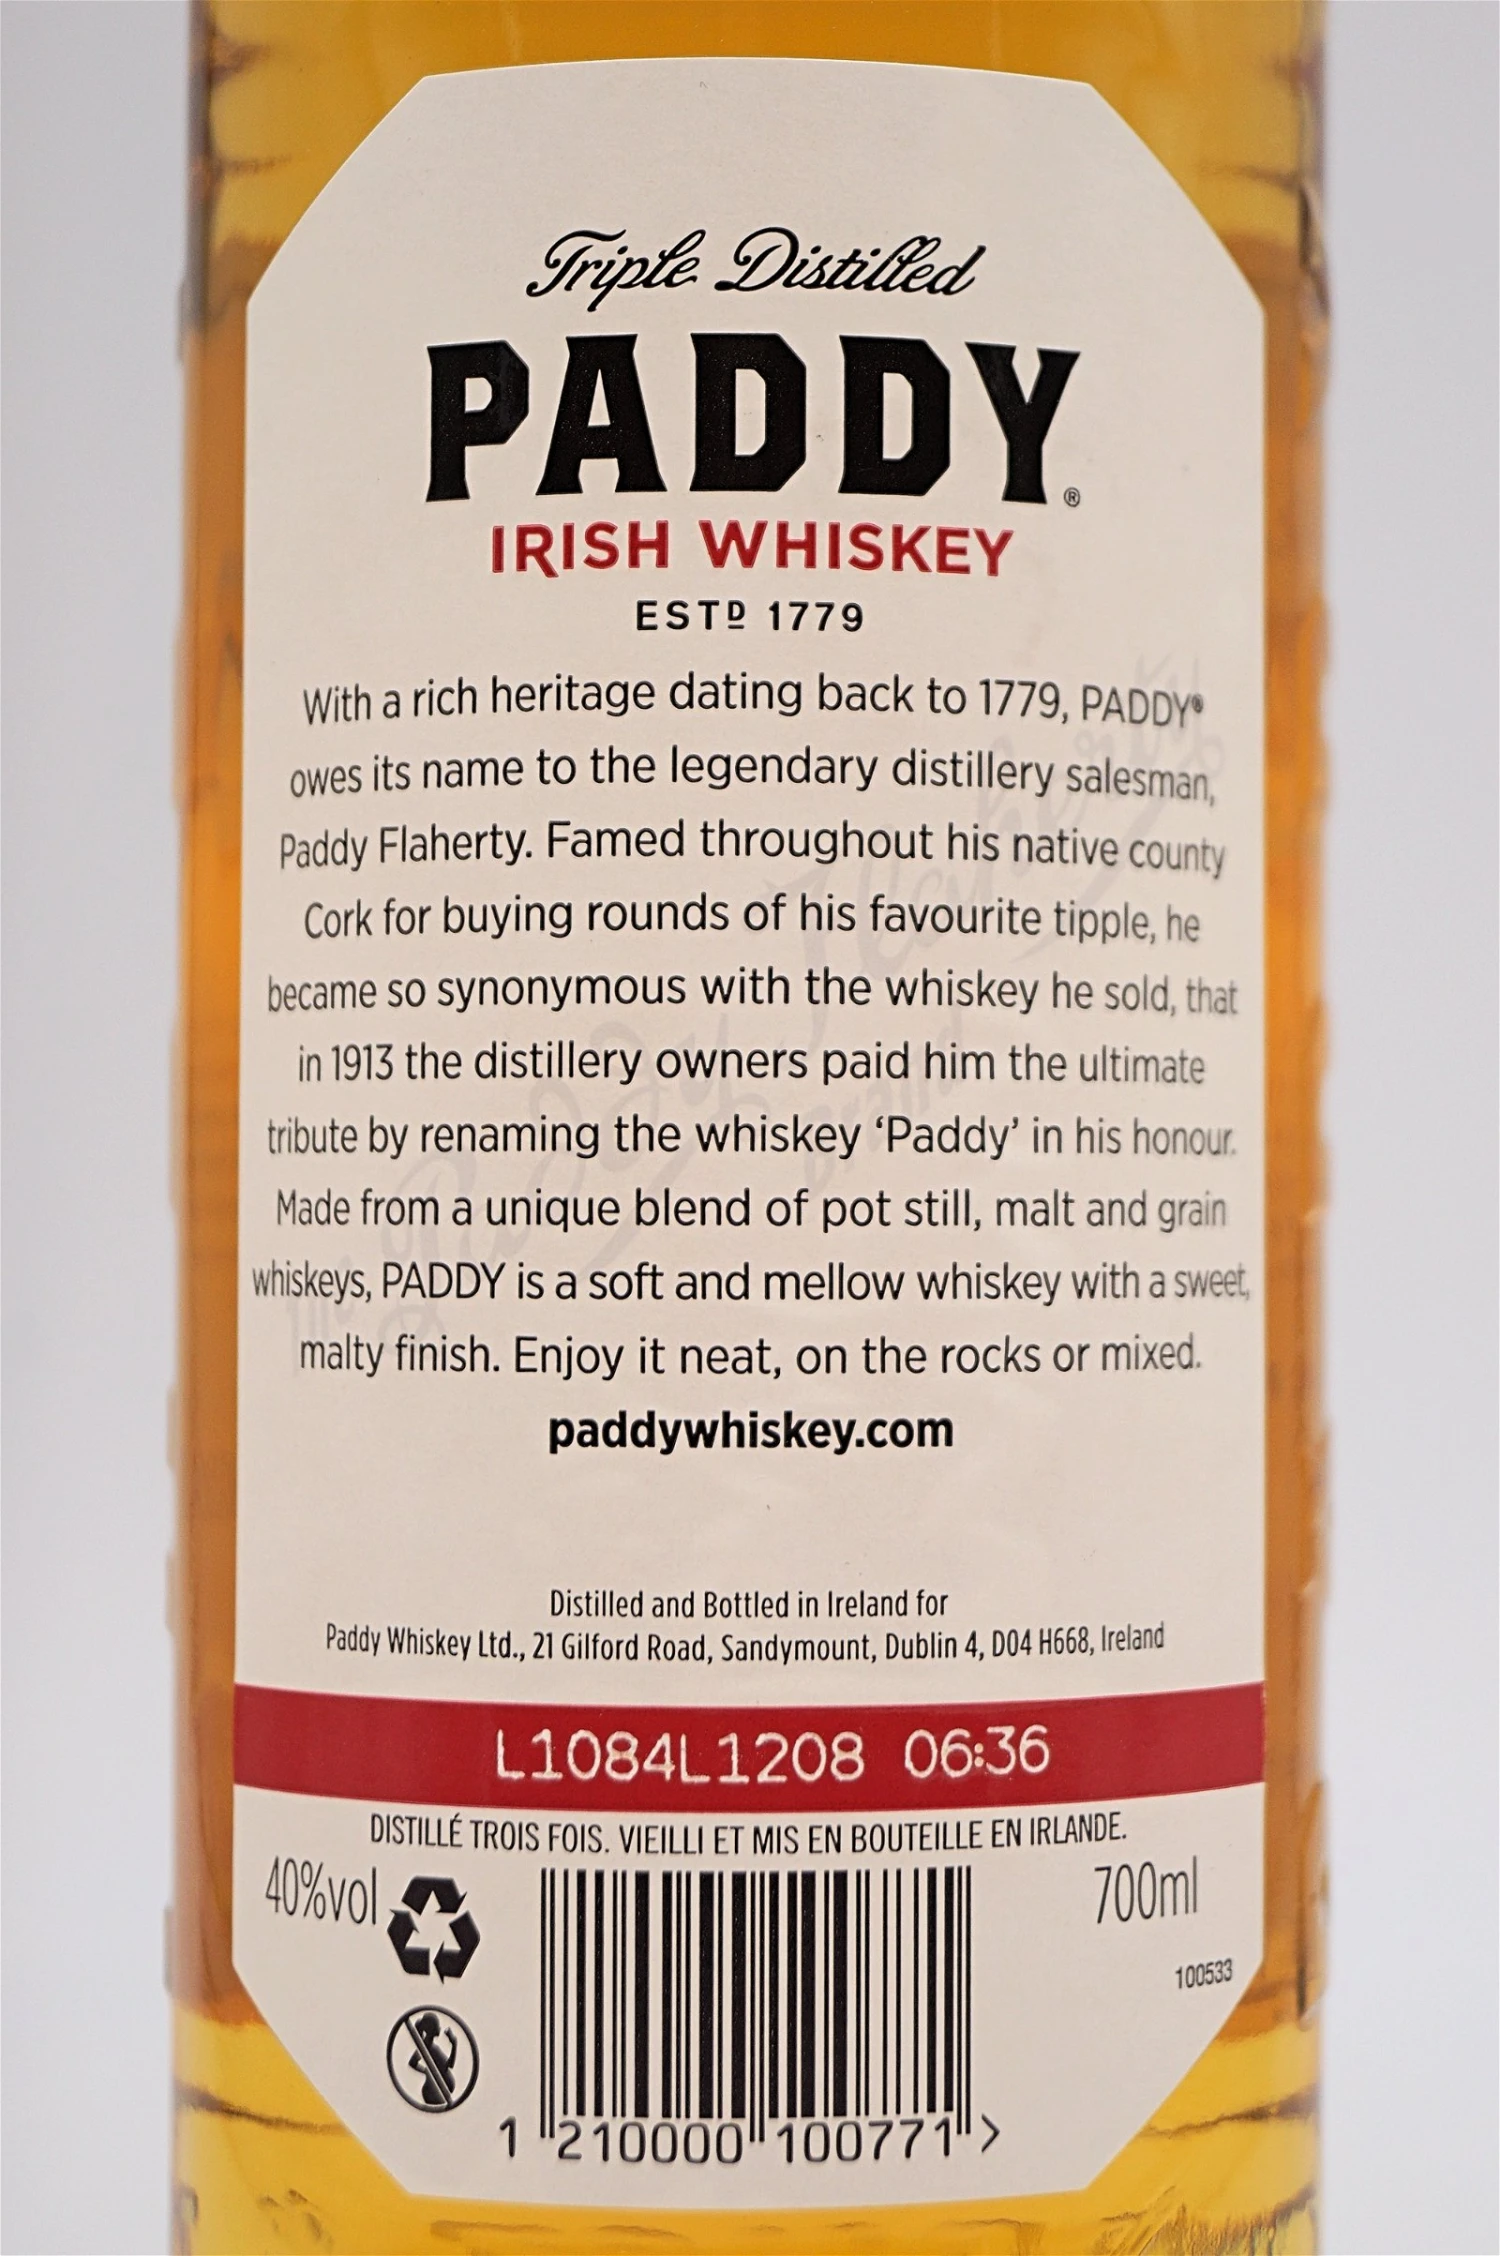 Triple Distilled
PADDY®
IRISH WHISKEY
ESTD 1779
With a rich heritage dating back to 1779, PADDY®
owes its name to the legendary distillery salesman,
Paddy Flaherty. Famed throughout his native county
Cork for buying rounds of his favourite tipple, he
became so synonymous with the whiskey he sold, that
in 1913 the distillery owners paid him the ultimate
tribute by renaming the whiskey ‘Paddy’ in his honour.
Made from a unique blend of pot still, malt and grain
whiskeys, PADDY is a soft and mellow whiskey with a sweet,
malty finish. Enjoy it neat, on the rocks or mixed.
paddywhiskey.com
Distilled and Bottled in Ireland for
Paddy Whiskey Ltd., 21 Gilford Road, Sandymount, Dublin 4, D04 H668, Ireland
L1084L1208 06:36
DISTILLÉ TROIS FOIS. VIEILLI ET MIS EN BOUTEILLE EN IRLANDE.
40%vol
700ml
100533
1 210000 100771 >